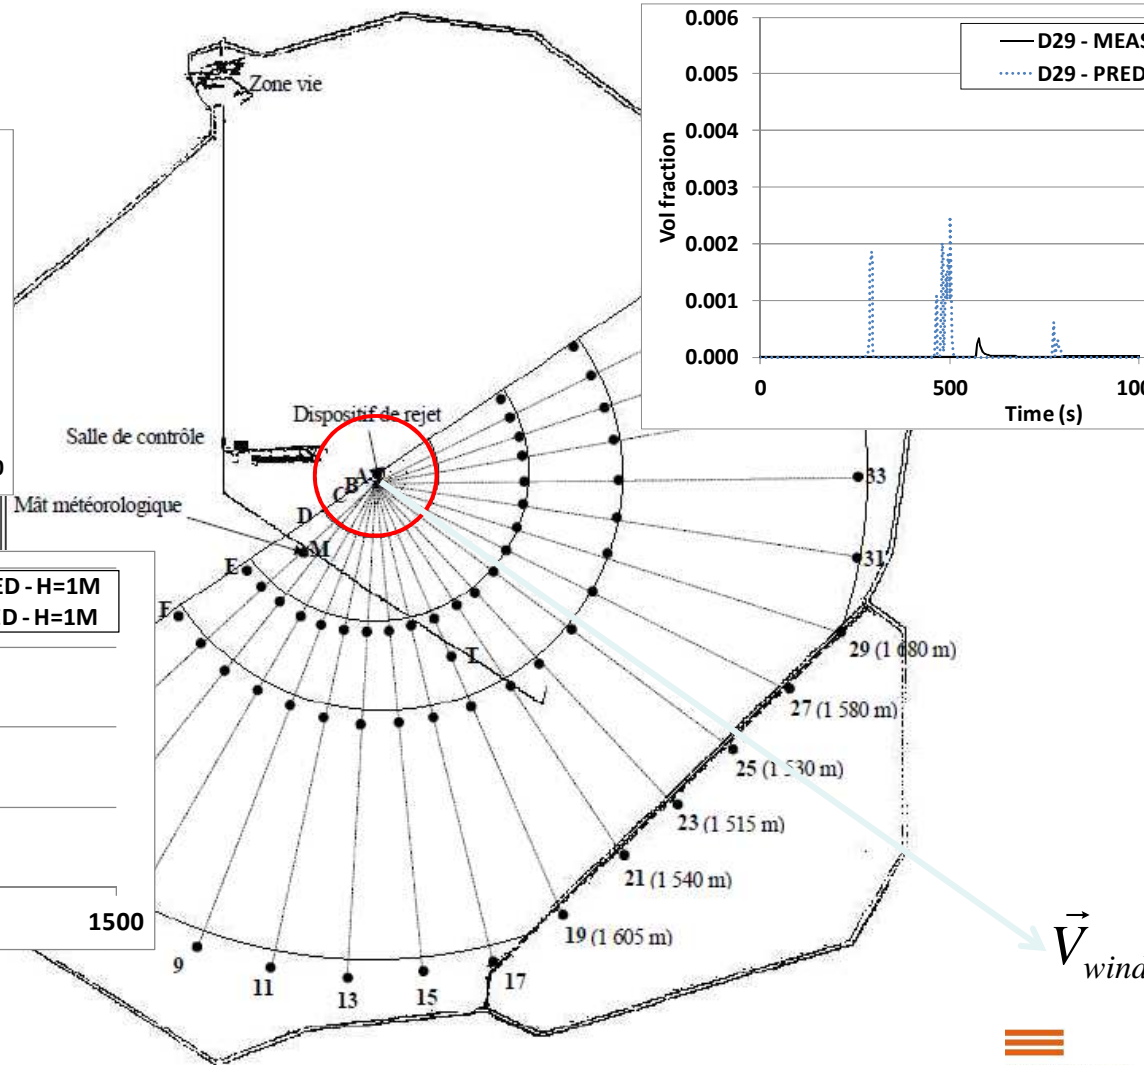 Zone vie
0.006
0.005
0.004
0.003
0.002
0.001
0.000
Vol fraction
D29 - MEAS
D29 - PRED
0
500
100
Time (s)
Dispositif de rejet
Salle de contrôle
Mât météorologique
A
B
C
D
E
F
M
T
0
ED - H=1M
ED - H=1M
1500
33
31
29 (1 680 m)
27 (1 580 m)
25 (1 530 m)
23 (1 515 m)
21 (1 540 m)
19 (1 605 m)
17
15
13
11
9
V wind